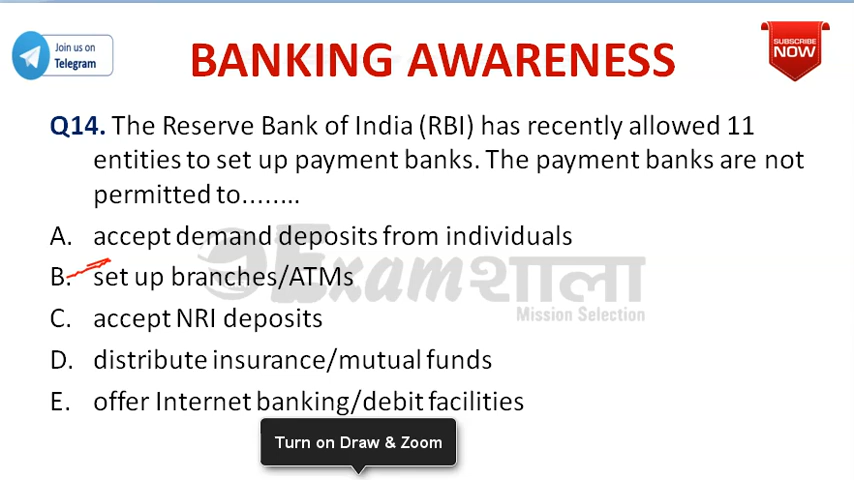 Join us on
Telegram
BANKING AWARENESS
SUBSCRIBE
NOW
Q14. The Reserve Bank of India (RBI) has recently allowed 11
entities to set up payment banks. The payment banks are not
permitted to........
A. accept demand deposits from individuals
B. set up branches/ATMs
C. accept NRI deposits
D. distribute insurance/mutual funds
E. offer Internet banking/debit facilities
Examशाला
Mission Selection
Turn on Draw & Zoom